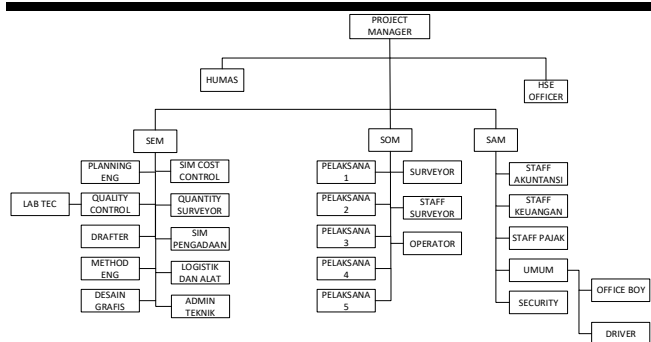 PROJECT
MANAGER
HUMAS
HSE
OFFICER
SEM
SOM
SAM
PLANNING
ENG
SIM COST
CONTROL
LAB TEC
QUALITY
CONTROL
QUANTITY
SURVEYOR
DRAFTER
SIM
PENGADAAN
METHOD
ENG
LOGISTIK
DAN ALAT
DESAIN
GRAFIS
ADMIN
TEKNIK
PELAKSANA
1
SURVEYOR
PELAKSANA
2
STAFF
SURVEYOR
PELAKSANA
3
OPERATOR
PELAKSANA
4
PELAKSANA
5
STAFF
AKUNTANSI
STAFF
KEUANGAN
STAFF PAJAK
UMUM
OFFICE BOY
SECURITY
DRIVER